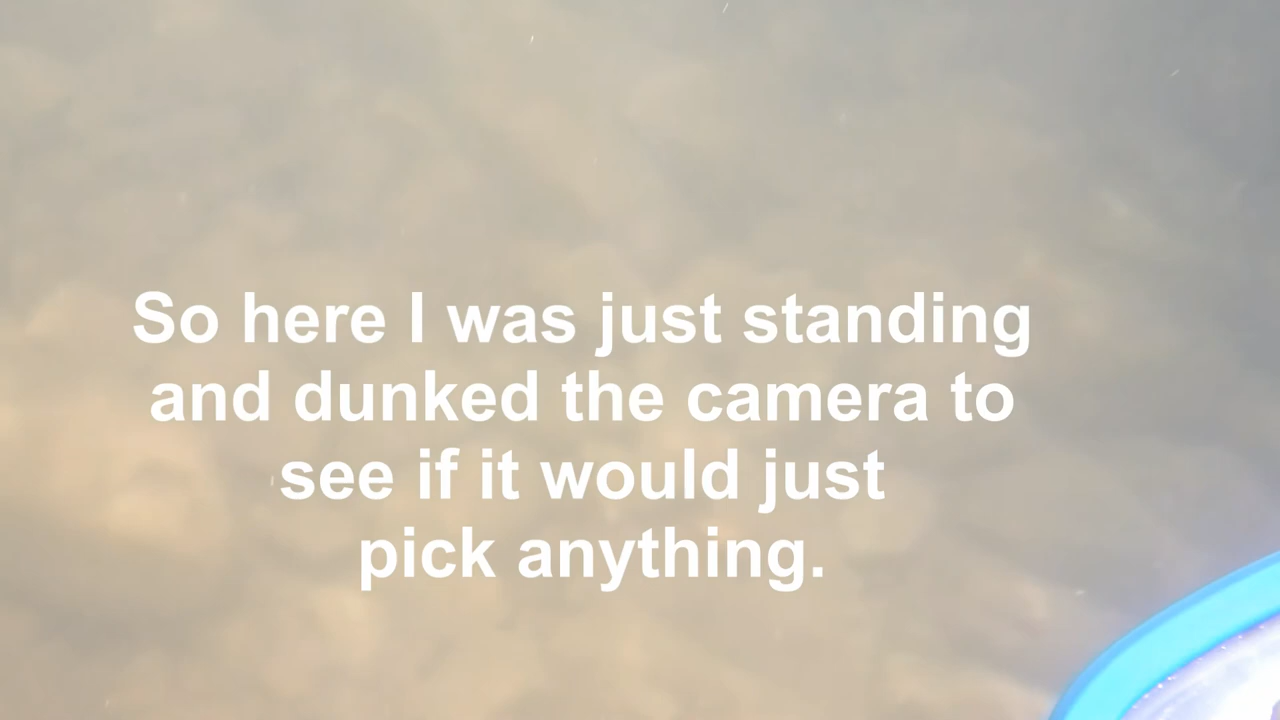 So here I was just standing
and dunked the camera to
see if it would just
pick anything.